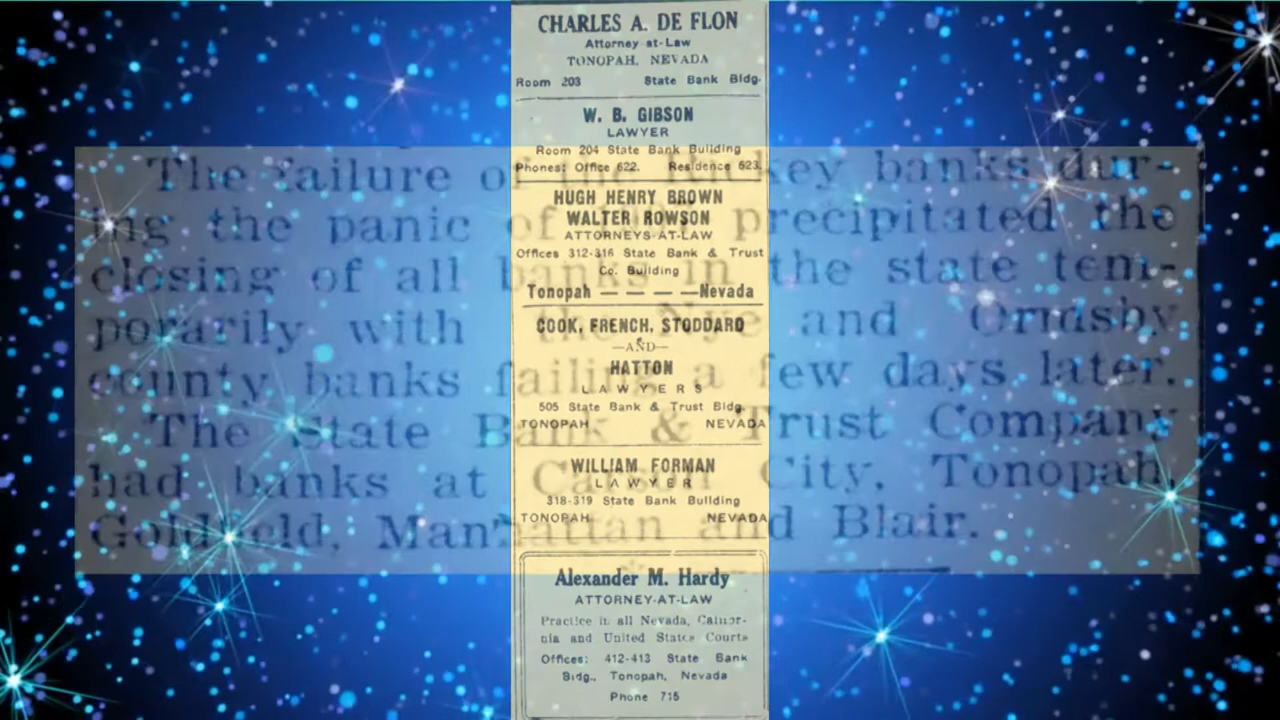 CHARLES A. DE FLON
Attorney at-Law
TONOPAH, NEVADA
Room 203 State Bank Bldg.
W. B. GIBSON
LAWYER
Room 204 State Bank Building
Phones: Office 622. Residence 623.
HUGH HENRY BROWN
WALTER ROWSON
ATTORNEYS-AT-LAW
Offices 312-316 State Bank & Trust
Co. Building
Tonopah — — — —Nevada
COOK, FRENCH, STODDARD
—AND—
HATTON
LAWYERS
505 State Bank & Trust Bldg.
TONOPAH NEVADA
WILLIAM FORMAN
LAWYER
318-319 State Bank Building
TONOPAH NEVADA
Alexander M. Hardy
ATTORNEY-AT-LAW
Practice in all Nevada, Califor-
nia and United States Courts
Offices: 412-413 State Bank
Bldg., Tonopah, Nevada
Phone 715
The failure of banks dur-
ing the panic of precipitated the
closing of all banks in the state tem-
porarily with the Nye and Ormsby
county banks failing a few days later.
The State Bank & Trust Company
had banks at Carson City, Tonopah,
Goldfield, Manhattan and Blair.